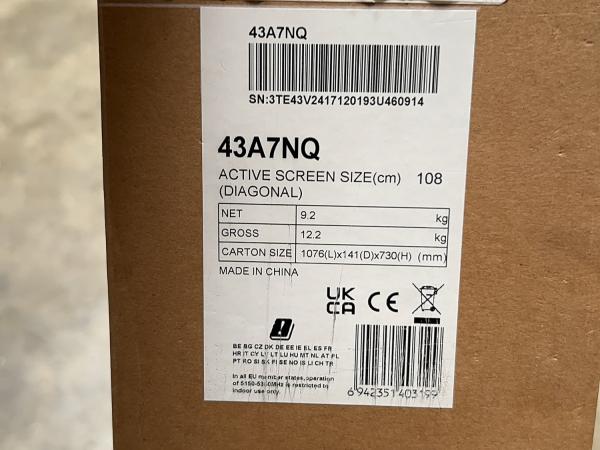 43A7NQ
SN:3TE43V2417120193U460914
43A7NQ
ACTIVE SCREEN SIZE(cm) 108
(DIAGONAL)
NET 9.2 kg
GROSS 12.2 kg
CARTON SIZE 1076(L)x141(D)x730(H) (mm)
MADE IN CHINA
UK
CA CE
BE BG CZ DK DE EE IE EL ES FR
HR IT CY LV LT LU HU MT NL AT PL
PT RO SI SK FI SE NO IS LI CH TR
In all EU member states,operation
of 5150-5350MHz is restricted to
indoor use only.
6 942351 403199